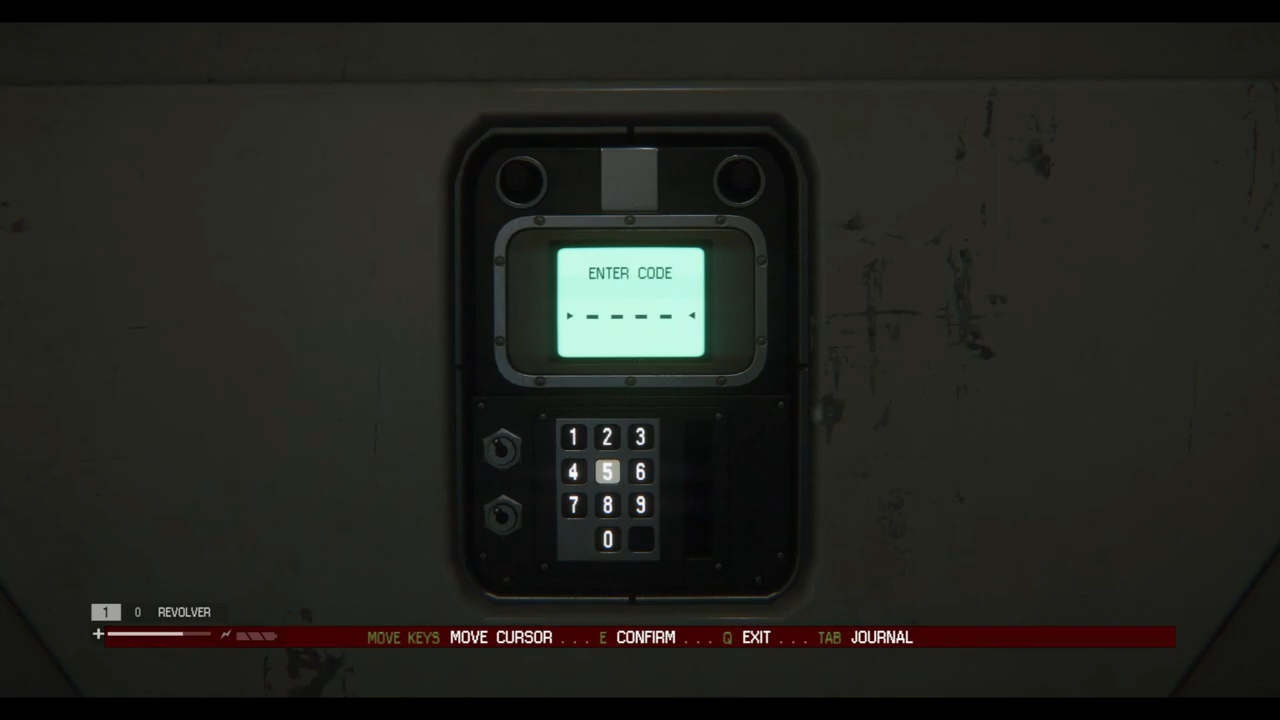 ENTER CODE
1 2 3
4 5 6
7 8 9
0
1 0 REVOLVER
MOVE KEYS MOVE CURSOR . . . E CONFIRM . . . Q EXIT . . . TAB JOURNAL